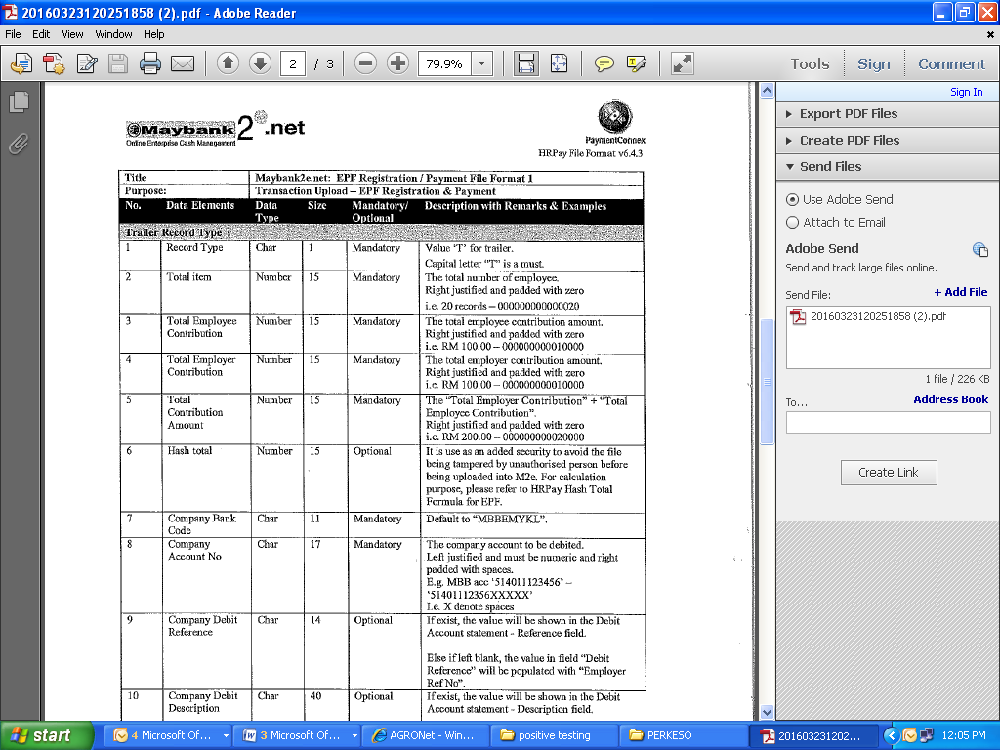 20160323120251858 (2).pdf - Adobe Reader
File Edit View Window Help
2 / 3 79.9% Tools Sign Comment
Sign In
Export PDF Files
Create PDF Files
Send Files
Use Adobe Send
Attach to Email
Adobe Send
Send and track large files online.
+ Add File
Send File:
20160323120251858 (2).pdf
1 file / 226 KB
To... Address Book
Create Link
Maybank2e.net
Online Enterprise Cash Management
PaymentConnex
HRPay File Format v6.4.3
Title Maybank2e.net: EPF Registration / Payment File Format 1
Purpose: Transaction Upload – EPF Registration & Payment
No. Data Elements Data Type Size Mandatory/ Optional Description with Remarks & Examples
Trailer Record Type
1 Record Type Char 1 Mandatory Value 'T' for trailer.
Capital letter "T" is a must.
2 Total item Number 15 Mandatory The total number of employee.
Right justified and padded with zero
i.e. 20 records – 000000000000020
3 Total Employee Contribution Number 15 Mandatory The total employee contribution amount.
Right justified and padded with zero
i.e. RM 100.00 – 000000000010000
4 Total Employer Contribution Number 15 Mandatory The total employer contribution amount.
Right justified and padded with zero
i.e. RM 100.00 – 000000000010000
5 Total Contribution Amount Number 15 Mandatory The "Total Employer Contribution" + "Total
Employee Contribution".
Right justified and padded with zero
i.e. RM 200.00 – 000000000020000
6 Hash total Number 15 Optional It is use as an added security to avoid the file
being tampered by unauthorised person before
being uploaded into M2e. For calculation
purpose, please refer to HRPay Hash Total
Formula for EPF.
7 Company Bank Code Char 11 Mandatory Default to "MBBEMYKL".
8 Company Account No Char 17 Mandatory The company account to be debited.
Left justified and must be numeric and right
padded with spaces.
E.g. MBB acc '514011123456' –
'51401112356XXXXX'
I.e. X denote spaces
9 Company Debit Reference Char 14 Optional If exist, the value will be shown in the Debit
Account statement - Reference field.
Else if left blank, the value in field "Debit
Reference" will be populated with "Employer
Ref No".
10 Company Debit Description Char 40 Optional If exist, the value will be shown in the Debit
Account statement - Description field.
start 4 Microsoft Of... 3 Microsoft Of... AGRONet - Win... positive testing PERKESO 201603231202... 12:05 PM